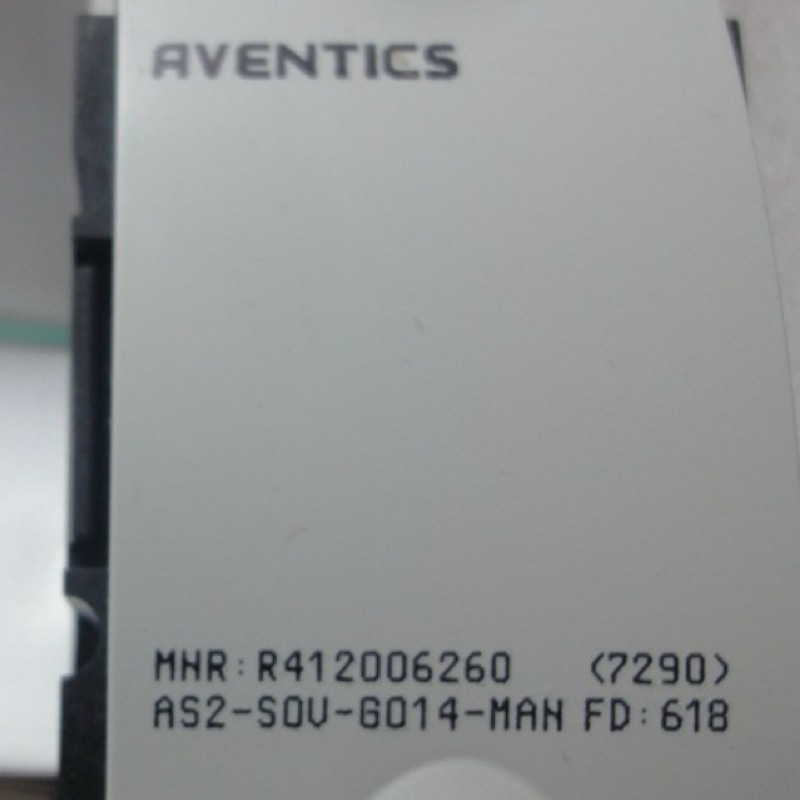 AVENTICS
MNR:R412006260 (7290)
AS2-SOV-G014-MAN FD:618